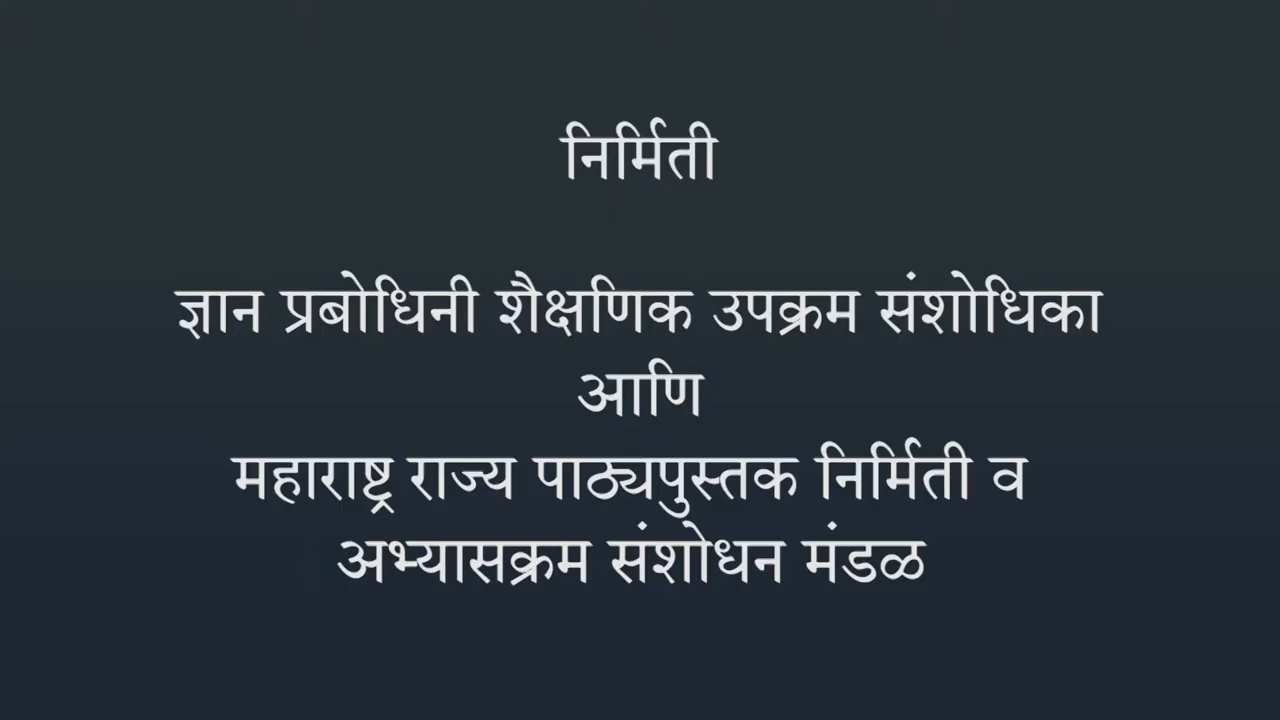 निर्मिती
ज्ञान प्रबोधिनी शैक्षणिक उपक्रम संशोधिका
आणि
महाराष्ट्र राज्य पाठ्यपुस्तक निर्मिती व
अभ्यासक्रम संशोधन मंडळ